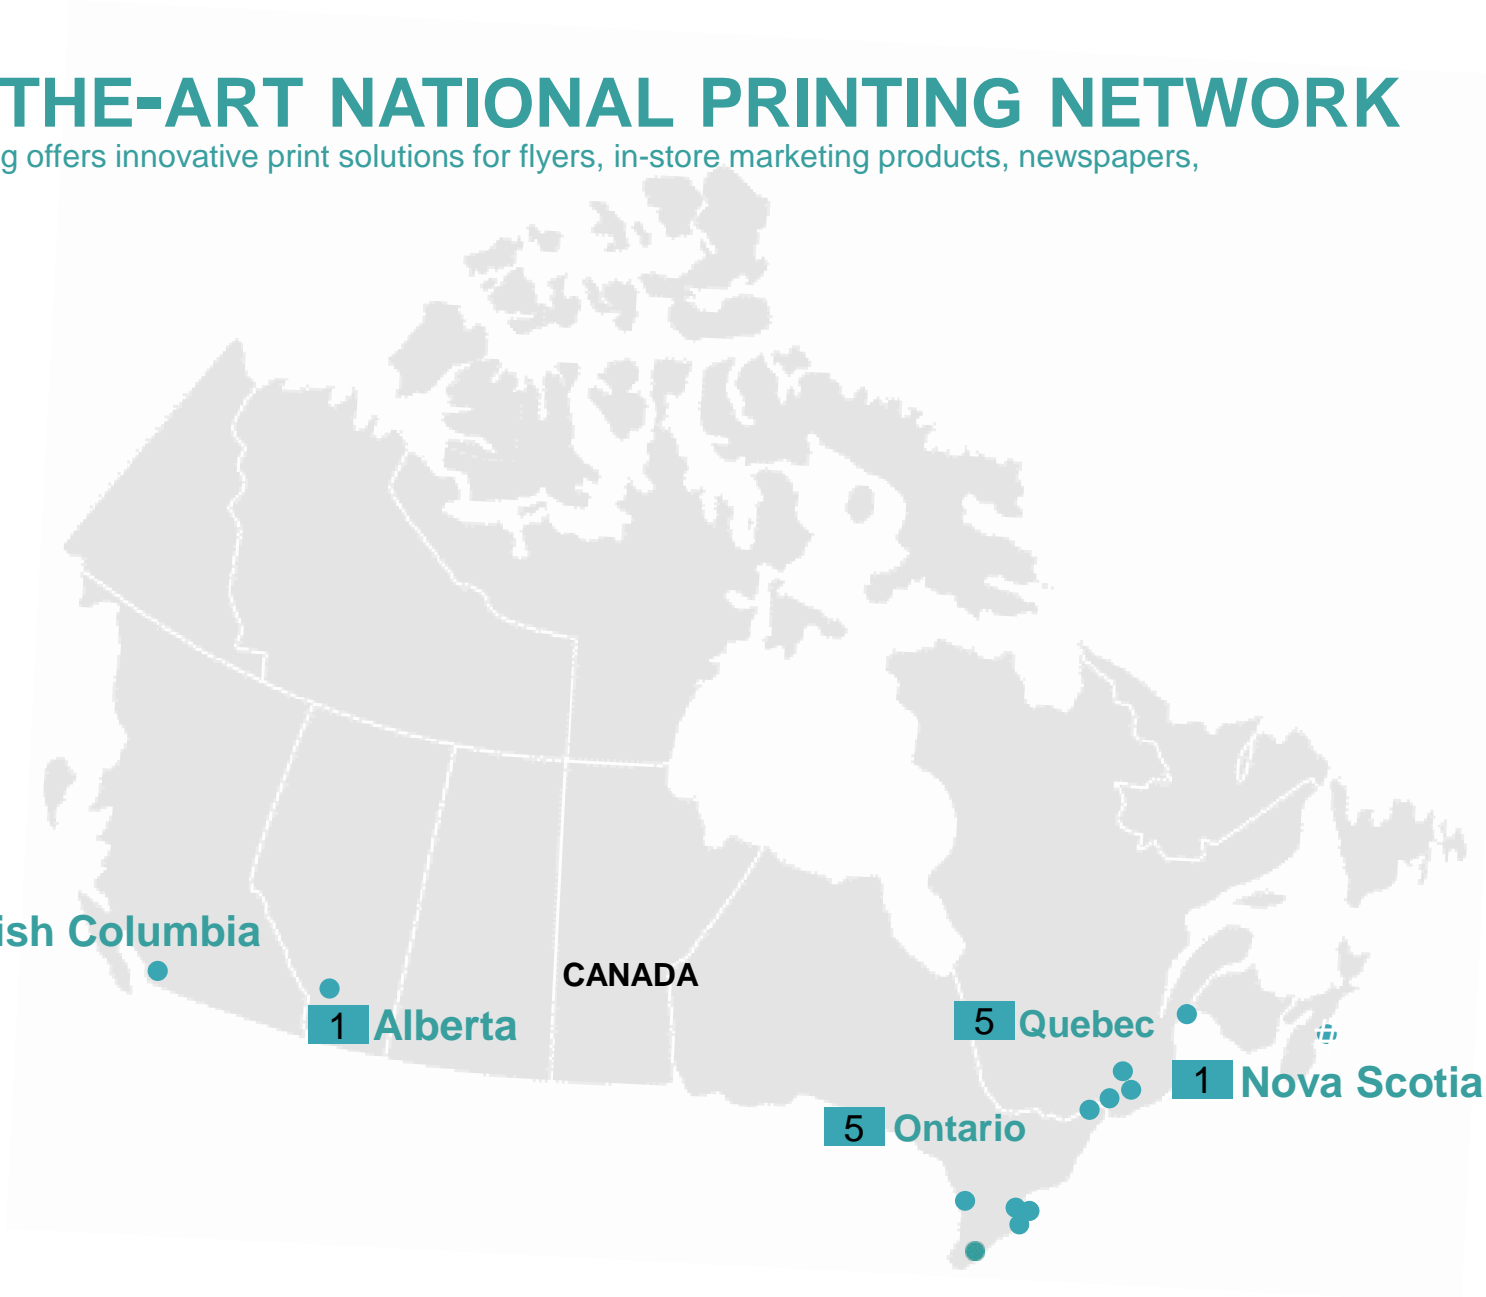 THE-ART NATIONAL PRINTING NETWORK
g offers innovative print solutions for flyers, in-store marketing products, newspapers,
ish Columbia
CANADA
1 Alberta
5 Quebec
#
1 Nova Scotia
5 Ontario